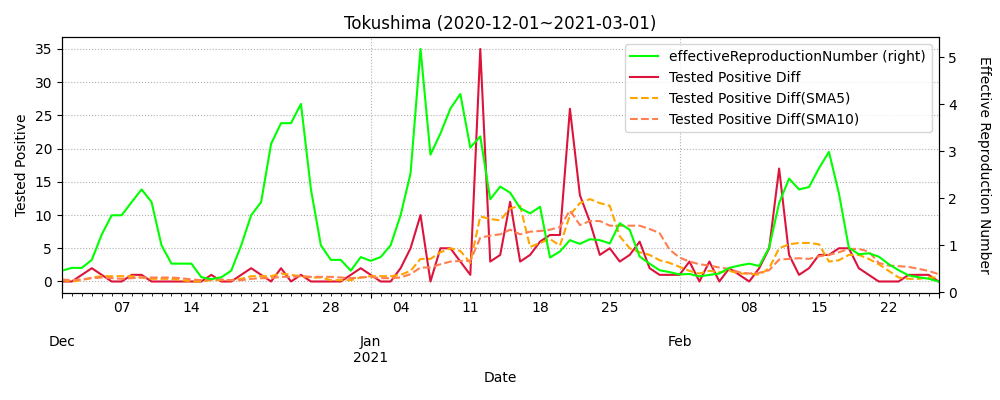 Tokushima (2020-12-01~2021-03-01)
effectiveReproductionNumber (right)
Tested Positive Diff
Tested Positive Diff(SMA5)
Tested Positive Diff(SMA10)
Tested Positive
35
30
25
20
15
10
5
0
Effective Reproduction Number
5
4
3
2
1
0
07 14 21 28 04 11 18 25 08 15 22
Dec Jan Feb
2021
Date